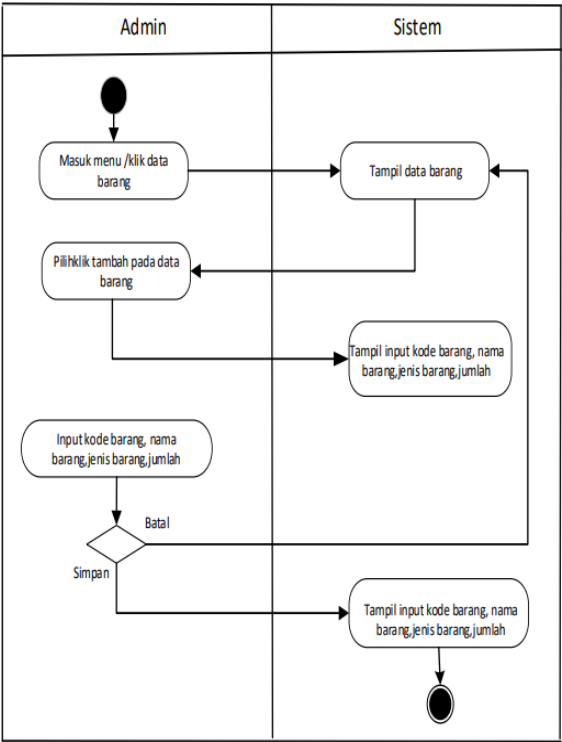 Admin
Sistem
Masuk menu /klik data
barang
Tampil data barang
Pilihklik tambah pada data
barang
Tampil input kode barang, nama
barang,jenis barang,jumlah
Input kode barang, nama
barang,jenis barang,jumlah
Batal
Simpan
Tampil input kode barang, nama
barang,jenis barang,jumlah